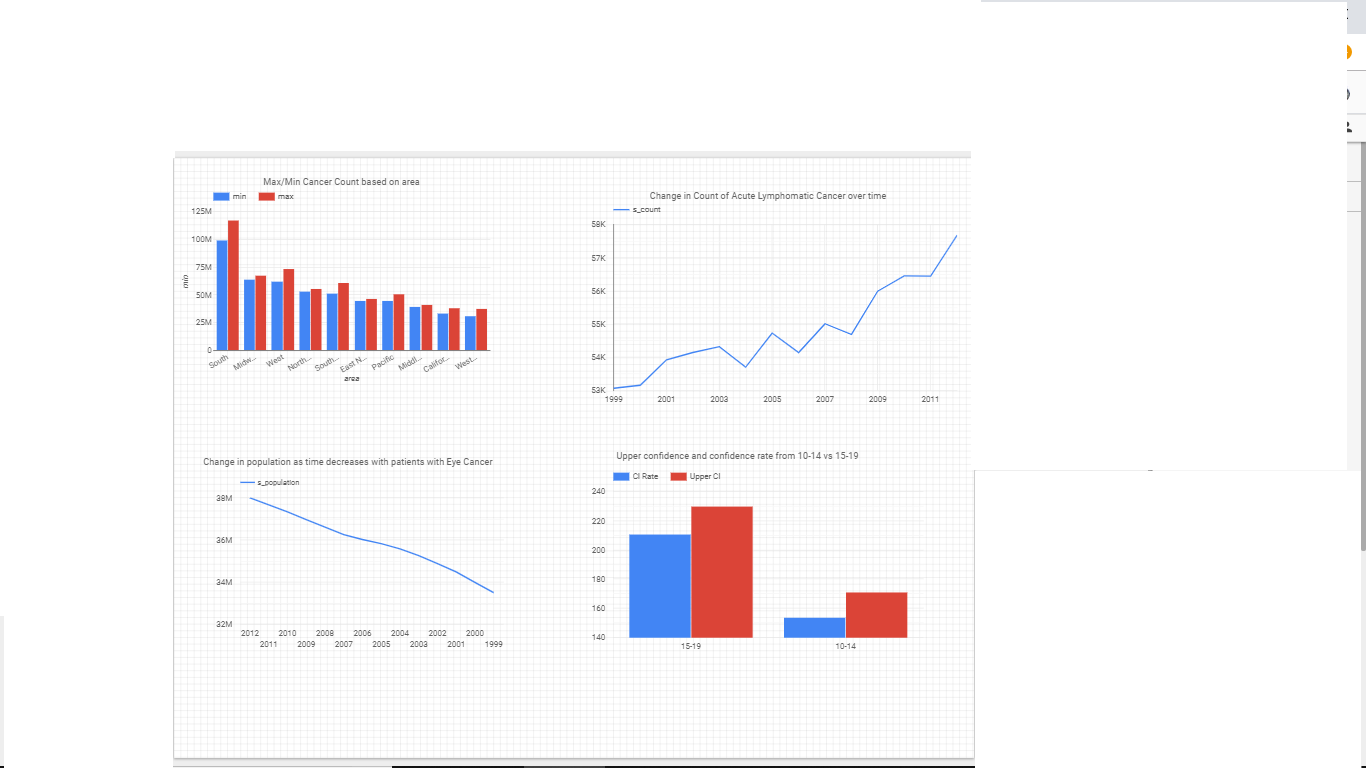 Max/Min Cancer Count based on area
min max
125M
100M
75M
50M
25M
0
min
South Midw... West North... South... East N... Pacific Middl... Califor... West...
area
Change in Count of Acute Lymphomatic Cancer over time
s_count
58K
57K
56K
55K
54K
53K
1999 2001 2003 2005 2007 2009 2011
Change in population as time decreases with patients with Eye Cancer
s_population
38M
36M
34M
32M
2012 2010 2008 2006 2004 2002 2000
2011 2009 2007 2005 2003 2001 1999
Upper confidence and confidence rate from 10-14 vs 15-19
CI Rate Upper CI
240
220
200
180
160
140
15-19 10-14